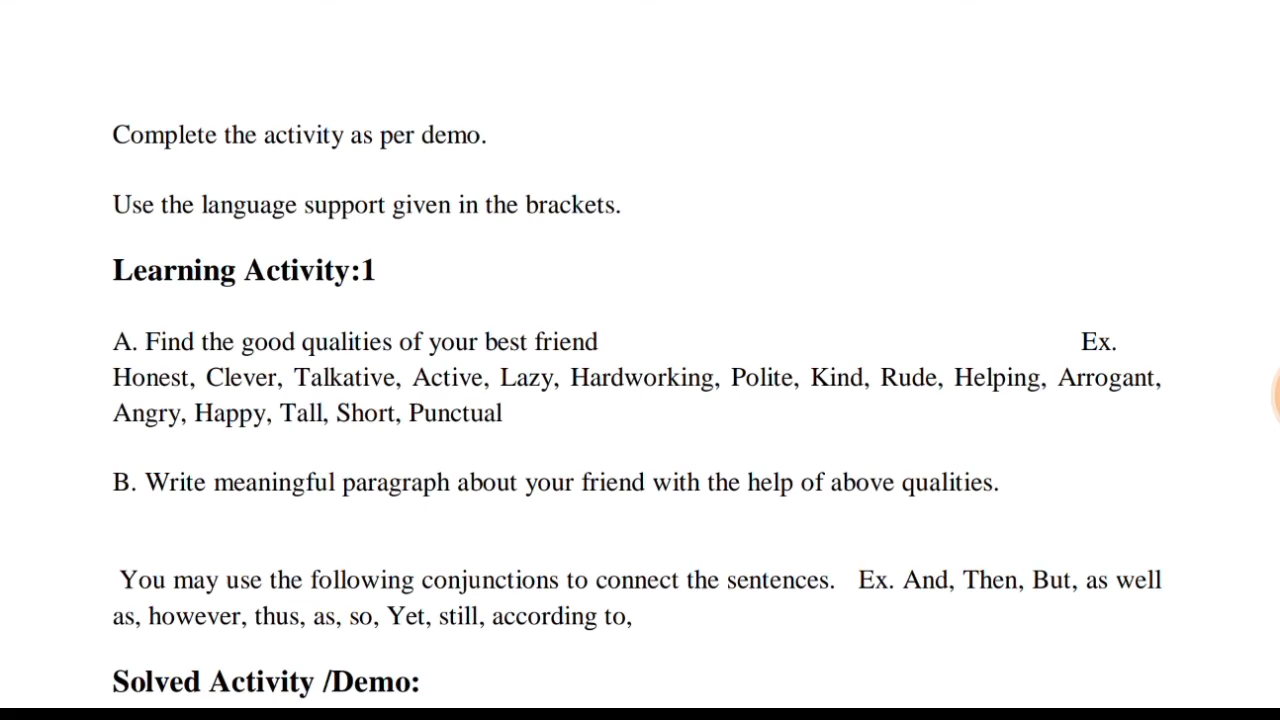 Complete the activity as per demo.
Use the language support given in the brackets.
Learning Activity:1
A. Find the good qualities of your best friend Ex.
Honest, Clever, Talkative, Active, Lazy, Hardworking, Polite, Kind, Rude, Helping, Arrogant,
Angry, Happy, Tall, Short, Punctual
B. Write meaningful paragraph about your friend with the help of above qualities.
You may use the following conjunctions to connect the sentences. Ex. And, Then, But, as well
as, however, thus, as, so, Yet, still, according to,
Solved Activity /Demo: